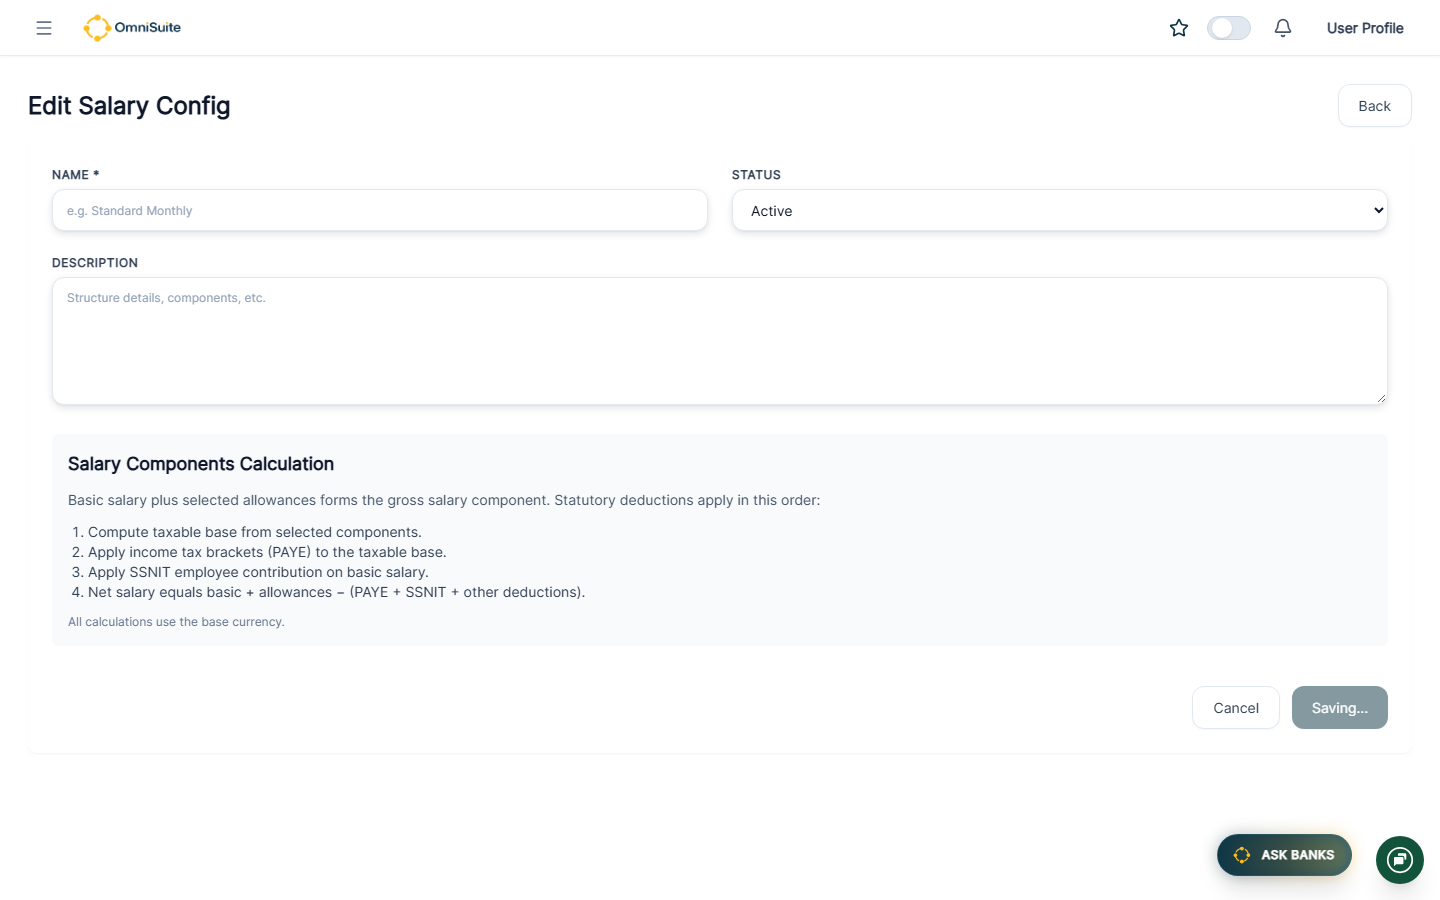 OmniSuite
User Profile
Edit Salary Config
Back
NAME *
STATUS
e.g. Standard Monthly
Active
DESCRIPTION
Structure details, components, etc.
Salary Components Calculation
Basic salary plus selected allowances forms the gross salary component. Statutory deductions apply in this order:
1. Compute taxable base from selected components.
2. Apply income tax brackets (PAYE) to the taxable base.
3. Apply SSNIT employee contribution on basic salary.
4. Net salary equals basic + allowances − (PAYE + SSNIT + other deductions).
All calculations use the base currency.
Cancel
Saving...
ASK BANKS